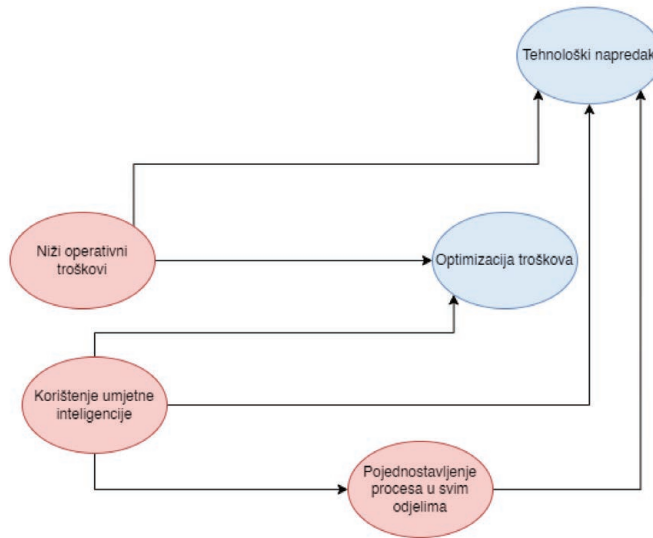 Tehnološki napredak
Niži operativni
troškovi
Optimizacija troškova
Korištenje umjetne
inteligencije
Pojednostavljenje
procesa u svim
odjelima